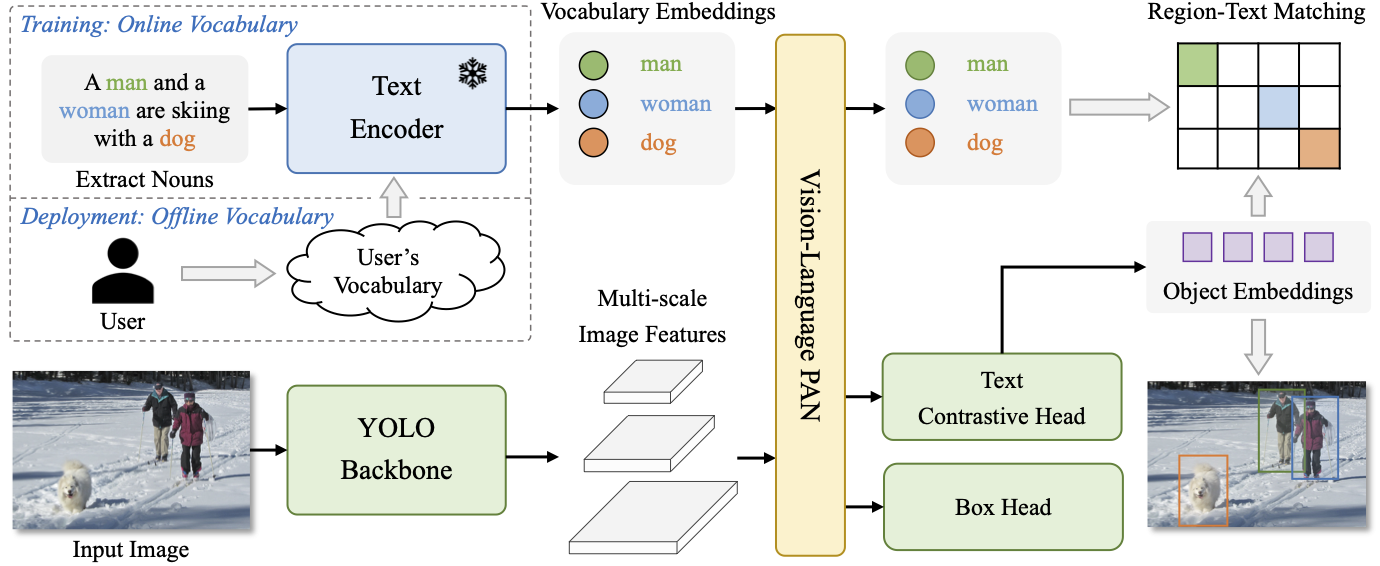 Training: Online Vocabulary
A man and a
woman are skiing
with a dog
Extract Nouns
Text
Encoder
Vocabulary Embeddings
man
woman
dog
Vision-Language PAN
man
woman
dog
Region-Text Matching
Deployment: Offline Vocabulary
User
User's
Vocabulary
Multi-scale
Image Features
Object Embeddings
Input Image
YOLO
Backbone
Text
Contrastive Head
Box Head